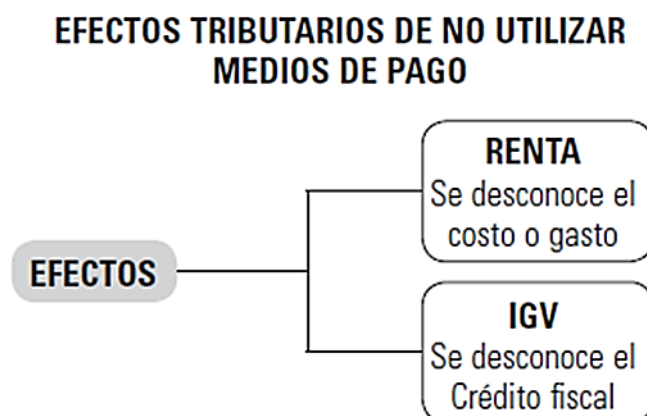 EFECTOS TRIBUTARIOS DE NO UTILIZAR
MEDIOS DE PAGO
EFECTOS
RENTA
Se desconoce el
costo o gasto
IGV
Se desconoce el
Crédito fiscal